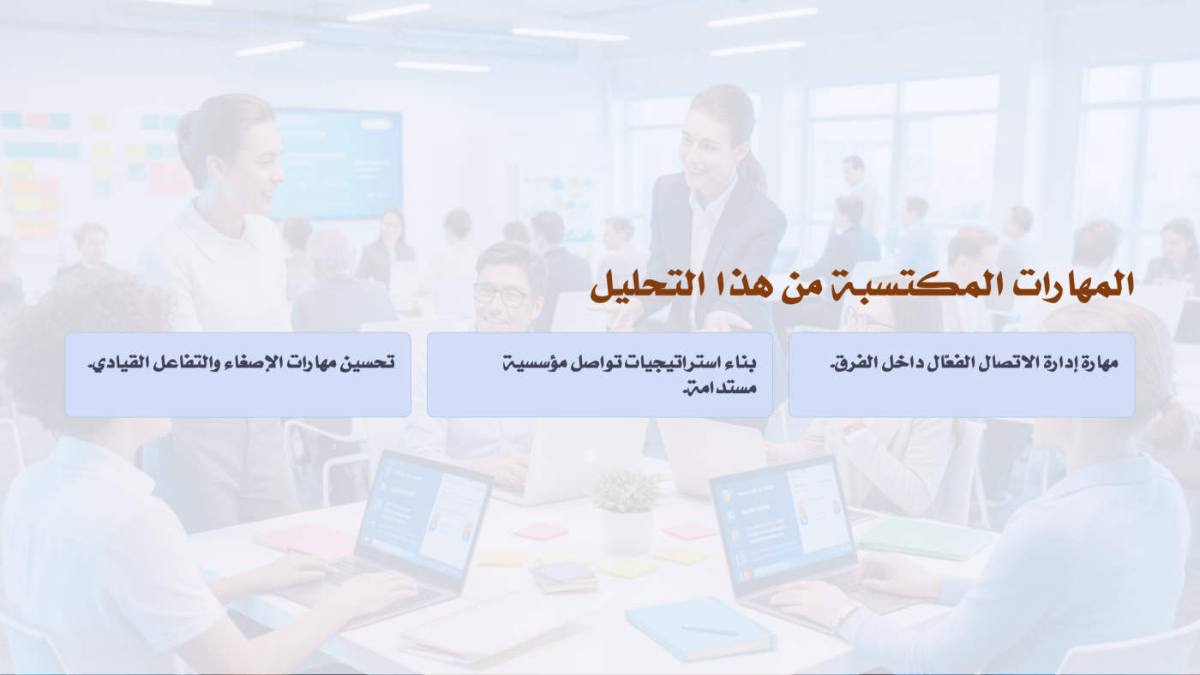 المهارات المكتسبة من هذا التحليل
مهارة إدارة الاتصال الفعّال داخل الفرق.
بناء استراتيجيات تواصل مؤسسية
مستدامة.
تحسين مهارات الإصغاء والتفاعل القيادي.